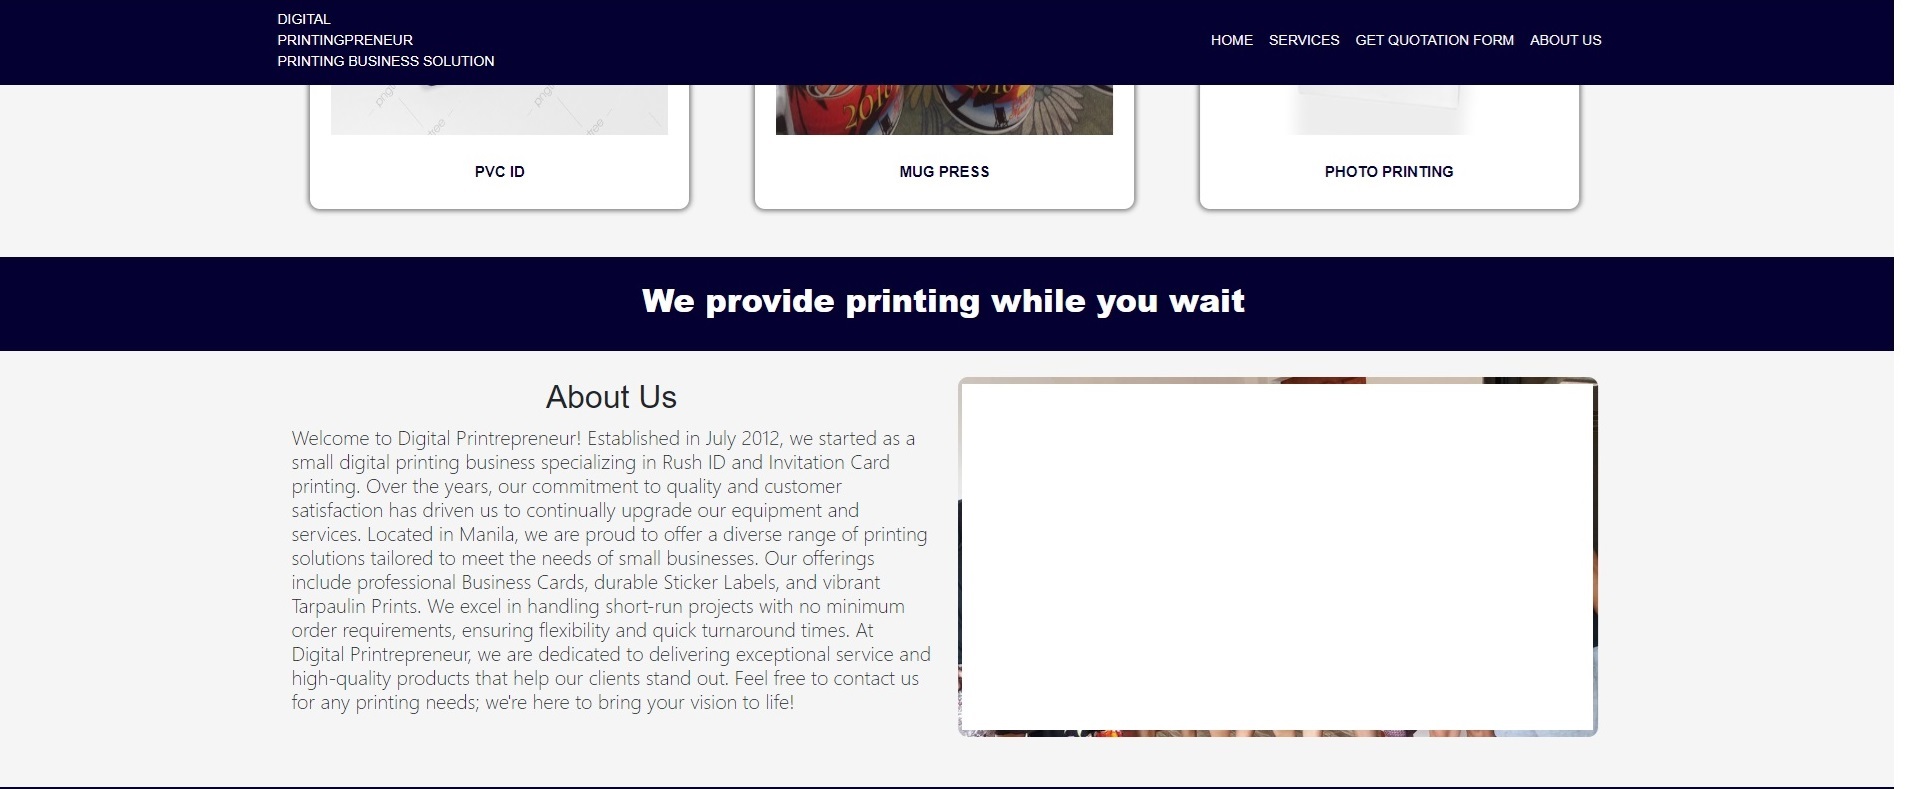 DIGITAL
PRINTINGPRENEUR
PRINTING BUSINESS SOLUTION
HOME SERVICES GET QUOTATION FORM ABOUT US
2010
2010
PVC ID
MUG PRESS
PHOTO PRINTING
We provide printing while you wait
About Us
Welcome to Digital Printrepreneur! Established in July 2012, we started as a
small digital printing business specializing in Rush ID and Invitation Card
printing. Over the years, our commitment to quality and customer
satisfaction has driven us to continually upgrade our equipment and
services. Located in Manila, we are proud to offer a diverse range of printing
solutions tailored to meet the needs of small businesses. Our offerings
include professional Business Cards, durable Sticker Labels, and vibrant
Tarpaulin Prints. We excel in handling short-run projects with no minimum
order requirements, ensuring flexibility and quick turnaround times. At
Digital Printrepreneur, we are dedicated to delivering exceptional service and
high-quality products that help our clients stand out. Feel free to contact us
for any printing needs; we're here to bring your vision to life!